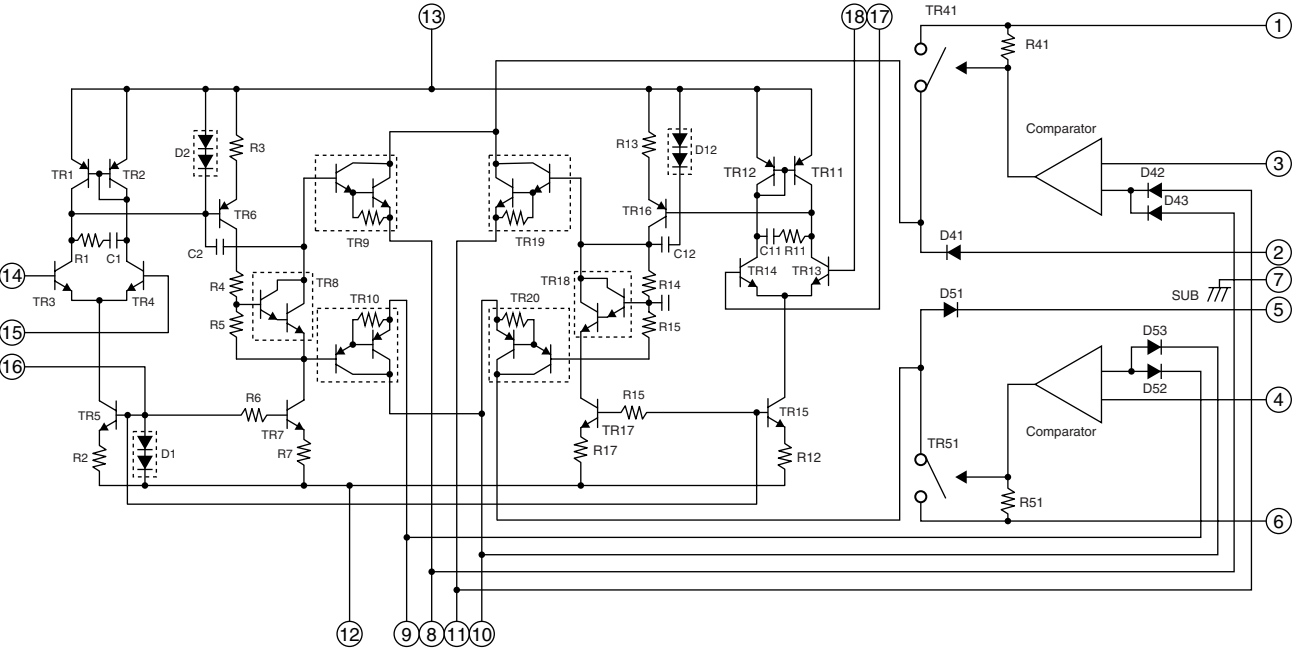 13
18 17
TR41
1
R41
D2
R3
R13
D12
Comparator
TR1
TR2
TR12
TR11
3
D42
D43
TR6
TR16
TR9
TR19
R1
C1
C2
C12
C11
R11
D41
2
14
TR3
TR4
R4
TR8
TR10
TR20
TR18
R14
TR14
TR13
7
SUB
D51
5
15
R5
R15
D53
16
D52
R6
R15
4
TR5
TR7
TR17
TR15
Comparator
R2
D1
R7
R17
R12
TR51
R51
6
12
9 8 11 10